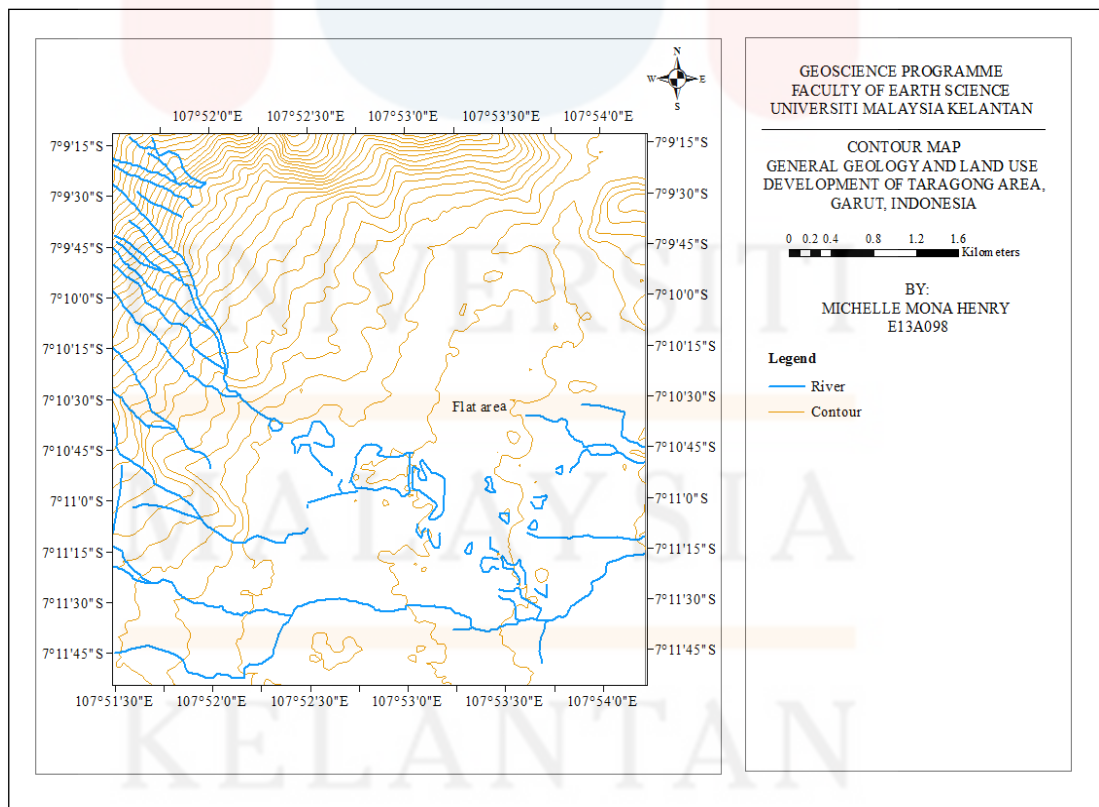 N
W E
S
107°52'0"E 107°52'30"E 107°53'0"E 107°53'30"E 107°54'0"E
7°9'15"S 7°9'15"S
7°9'30"S 7°9'30"S
7°9'45"S 7°9'45"S
7°10'0"S 7°10'0"S
7°10'15"S 7°10'15"S
7°10'30"S 7°10'30"S
Flat area
7°10'45"S 7°10'45"S
7°11'0"S 7°11'0"S
7°11'15"S 7°11'15"S
7°11'30"S 7°11'30"S
7°11'45"S 7°11'45"S
107°51'30"E 107°52'0"E 107°52'30"E 107°53'0"E 107°53'30"E 107°54'0"E
GEOSCIENCE PROGRAMME
FACULTY OF EARTH SCIENCE
UNIVERSITI MALAYSIA KELANTAN
CONTOUR MAP
GENERAL GEOLOGY AND LAND USE
DEVELOPMENT OF TARAGONG AREA,
GARUT, INDONESIA
0 0.2 0.4 0.8 1.2 1.6
Kilometers
BY:
MICHELLE MONA HENRY
E13A098
Legend
River
Contour
UNIVERSITI
MALAYSIA
KELANTAN